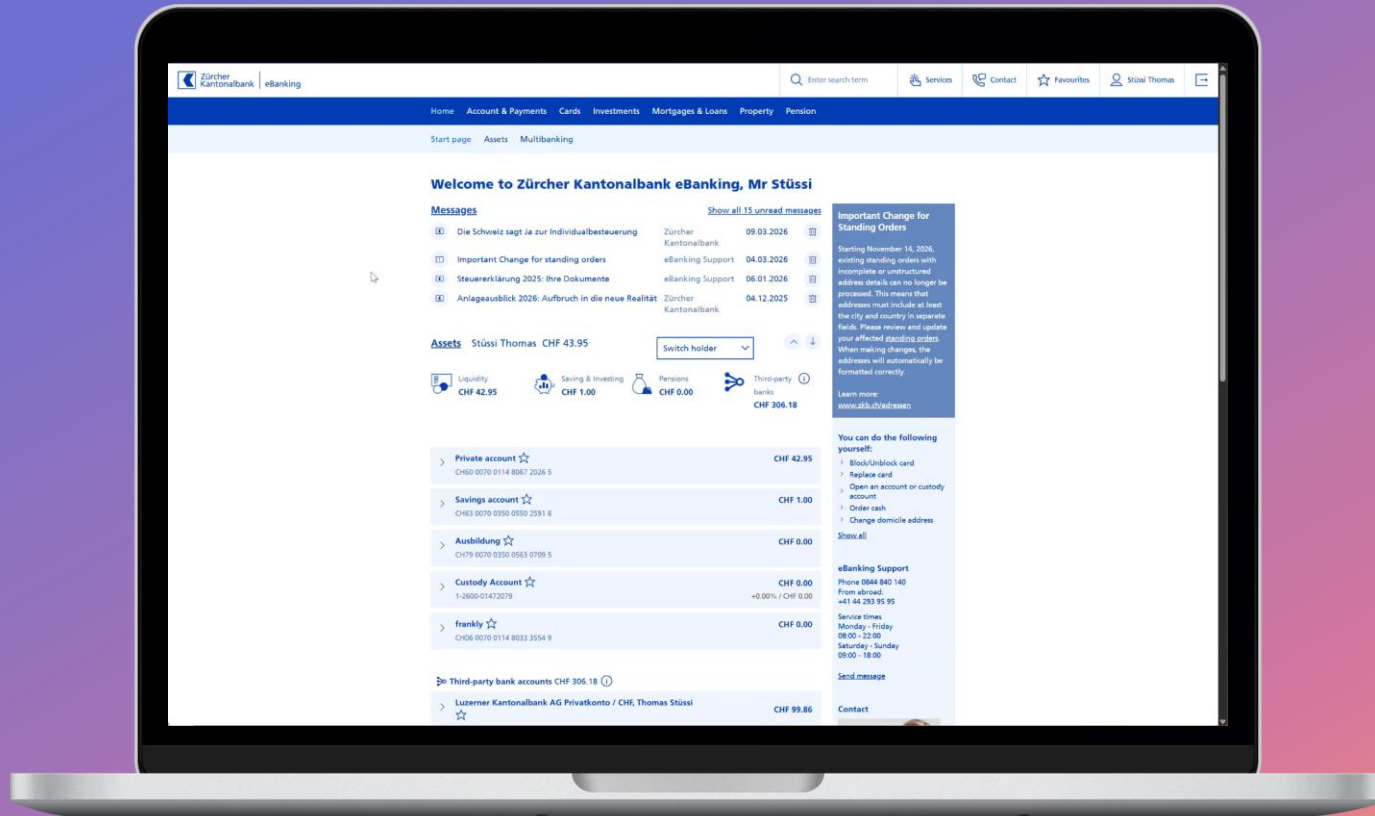 Zürcher
Kantonalbank
eBanking
Enter search term
Services
Contact
Favourites
Stüssi Thomas
Home Account & Payments Cards Investments Mortgages & Loans Property Pension
Start page Assets Multibanking
Welcome to Zürcher Kantonalbank eBanking, Mr Stüssi
Messages
Show all 15 unread messages
Die Schweiz sagt Ja zur Individualbesteuerung Zürcher Kantonalbank 09.03.2026
Important Change for standing orders eBanking Support 04.03.2026
Steuererklärung 2025: Ihre Dokumente eBanking Support 06.01.2026
Anlageausblick 2026: Aufbruch in die neue Realität Zürcher Kantonalbank 04.12.2025
Assets Stüssi Thomas CHF 43.95
Switch holder
Liquidity
CHF 42.95
Saving & Investing
CHF 1.00
Pensions
CHF 0.00
Third-party
banks
CHF 306.18
Private account CHF 42.95
CH60 0070 0114 8067 2026 5
Savings account CHF 1.00
CH63 0070 0350 0550 2591 6
Ausbildung CHF 0.00
CH79 0070 0350 0563 0709 5
Custody Account CHF 0.00
1-2600-01472079 +0.00% / CHF 0.00
frankly CHF 0.00
CH06 0070 0114 8033 3554 9
Third-party bank accounts CHF 306.18
Luzerner Kantonalbank AG Privatkonto / CHF, Thomas Stüssi
CHF 99.86
Important Change for
Standing Orders
Starting November 14, 2026,
existing standing orders with
incomplete or unstructured
address details can no longer be
processed. This means that
addresses must include at least
the city and country in separate
fields. Please review and update
your affected standing orders.
When making changes, the
addresses will automatically be
formatted correctly.
Learn more:
www.zkb.ch/adressen
You can do the following
yourself:
Block/Unblock card
Replace card
Open an account or custody
account
Order cash
Change domicile address
Show all
eBanking Support
Phone 0844 840 140
From abroad:
+41 44 293 95 95
Service times
Monday - Friday
08:00 - 22:00
Saturday - Sunday
09:00 - 18:00
Send message
Contact